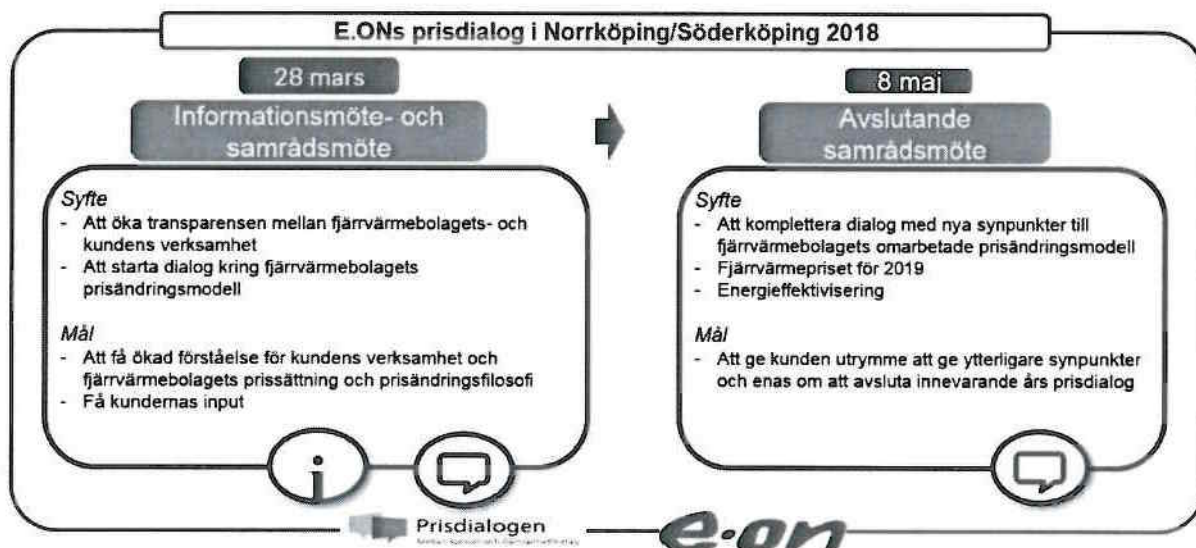 E.ONs prisdialog i Norrköping/Söderköping 2018
28 mars
Informationsmöte- och
samrådsmöte
Syfte
- Att öka transparensen mellan fjärrvärmebolagets- och
kundens verksamhet
- Att starta dialog kring fjärrvärmebolagets
prisändringsmodell
Mål
- Att få ökad förståelse för kundens verksamhet och
fjärrvärmebolagets prissättning och prisändringsfilosofi
- Få kundernas input
i
8 maj
Avslutande
samrådsmöte
Syfte
- Att komplettera dialog med nya synpunkter till
fjärrvärmebolagets omarbetade prisändringsmodell
- Fjärrvärmepriset för 2019
- Energieffektivisering
Mål
- Att ge kunden utrymme att ge ytterligare synpunkter
och enas om att avsluta innevarande års prisdialog
Prisdialogen
e·on